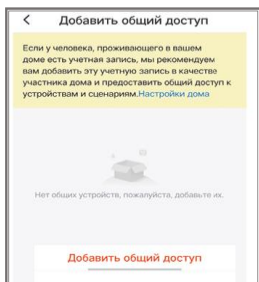 Добавить общий доступ
Если у человека, проживающего в вашем
доме есть учетная запись, мы рекомендуем
вам добавить эту учетную запись в качестве
участника дома и предоставить общий доступ к
устройствам и сценариям.Настройки дома
Нет общих устройств, пожалуйста, добавьте их.
Добавить общий доступ